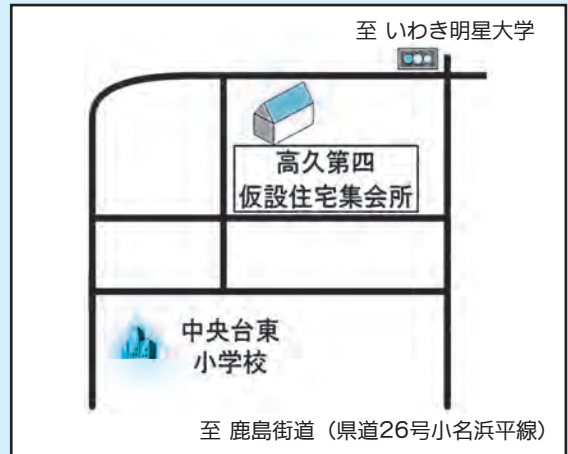 至 いわき明星大学
高久第四
仮設住宅集会所
中央台東
小学校
至 鹿島街道（県道26号小名浜平線）